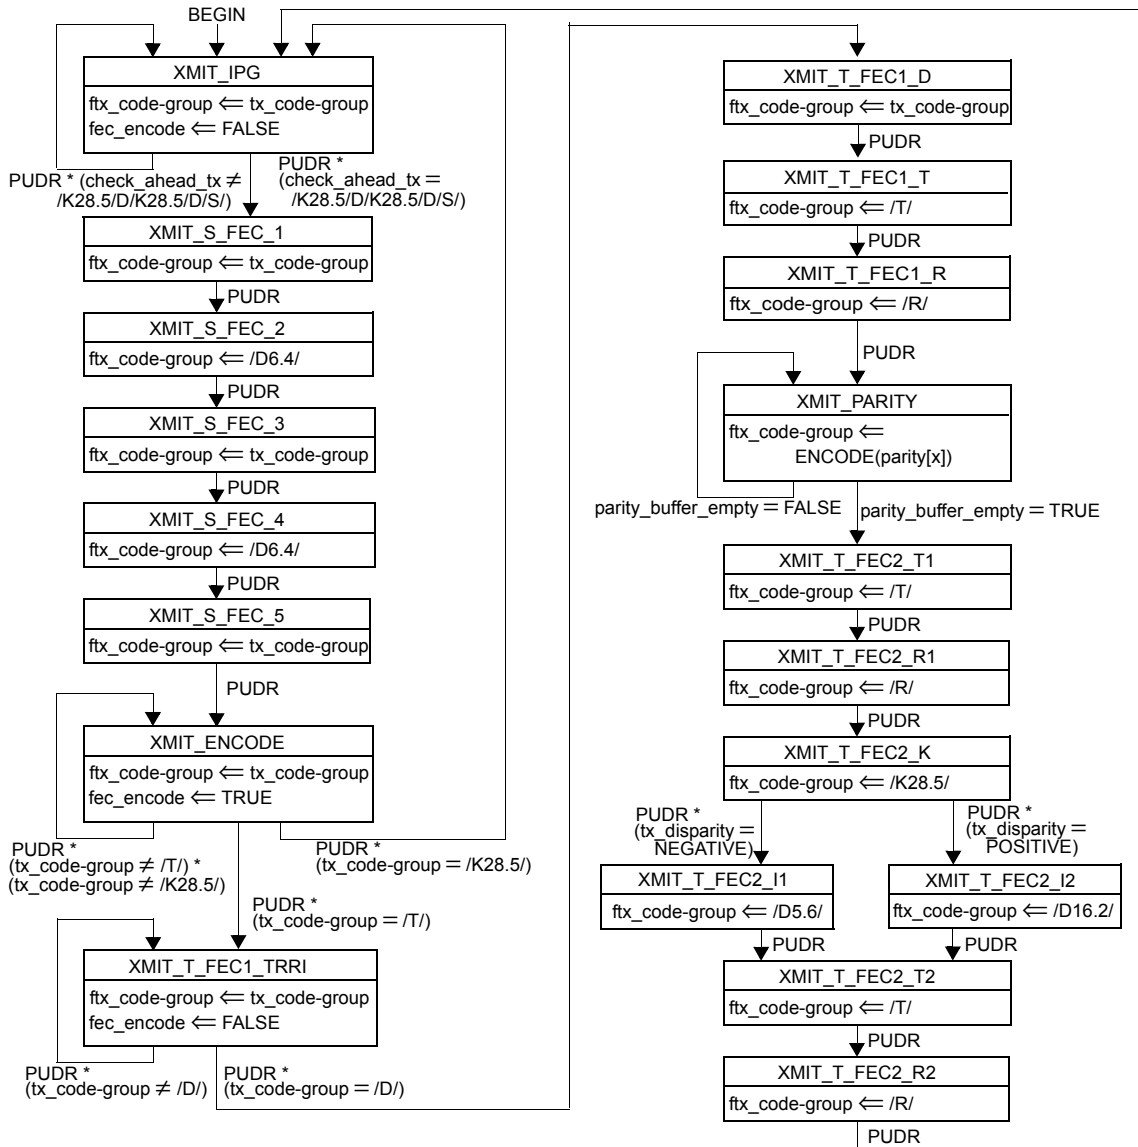 BEGIN
XMIT_IPG
ftx_code-group ⇐ tx_code-group
fec_encode ⇐ FALSE
PUDR * (check_ahead_tx ≠
/K28.5/D/K28.5/D/S/)
PUDR *
(check_ahead_tx =
/K28.5/D/K28.5/D/S/)
XMIT_S_FEC_1
ftx_code-group ⇐ tx_code-group
PUDR
XMIT_S_FEC_2
ftx_code-group ⇐ /D6.4/
PUDR
XMIT_S_FEC_3
ftx_code-group ⇐ tx_code-group
PUDR
XMIT_S_FEC_4
ftx_code-group ⇐ /D6.4/
PUDR
XMIT_S_FEC_5
ftx_code-group ⇐ tx_code-group
PUDR
XMIT_ENCODE
ftx_code-group ⇐ tx_code-group
fec_encode ⇐ TRUE
PUDR *
(tx_code-group ≠ /T/) *
(tx_code-group ≠ /K28.5/)
PUDR *
(tx_code-group = /K28.5/)
PUDR *
(tx_code-group = /T/)
XMIT_T_FEC1_TRRI
ftx_code-group ⇐ tx_code-group
fec_encode ⇐ FALSE
PUDR *
(tx_code-group ≠ /D/)
PUDR *
(tx_code-group = /D/)
XMIT_T_FEC1_D
ftx_code-group ⇐ tx_code-group
PUDR
XMIT_T_FEC1_T
ftx_code-group ⇐ /T/
PUDR
XMIT_T_FEC1_R
ftx_code-group ⇐ /R/
PUDR
XMIT_PARITY
ftx_code-group ⇐
ENCODE(parity[x])
parity_buffer_empty = FALSE
parity_buffer_empty = TRUE
XMIT_T_FEC2_T1
ftx_code-group ⇐ /T/
PUDR
XMIT_T_FEC2_R1
ftx_code-group ⇐ /R/
PUDR
XMIT_T_FEC2_K
ftx_code-group ⇐ /K28.5/
PUDR *
(tx_disparity =
NEGATIVE)
PUDR *
(tx_disparity =
POSITIVE)
XMIT_T_FEC2_I1
ftx_code-group ⇐ /D5.6/
PUDR
XMIT_T_FEC2_I2
ftx_code-group ⇐ /D16.2/
PUDR
XMIT_T_FEC2_T2
ftx_code-group ⇐ /T/
PUDR
XMIT_T_FEC2_R2
ftx_code-group ⇐ /R/
PUDR